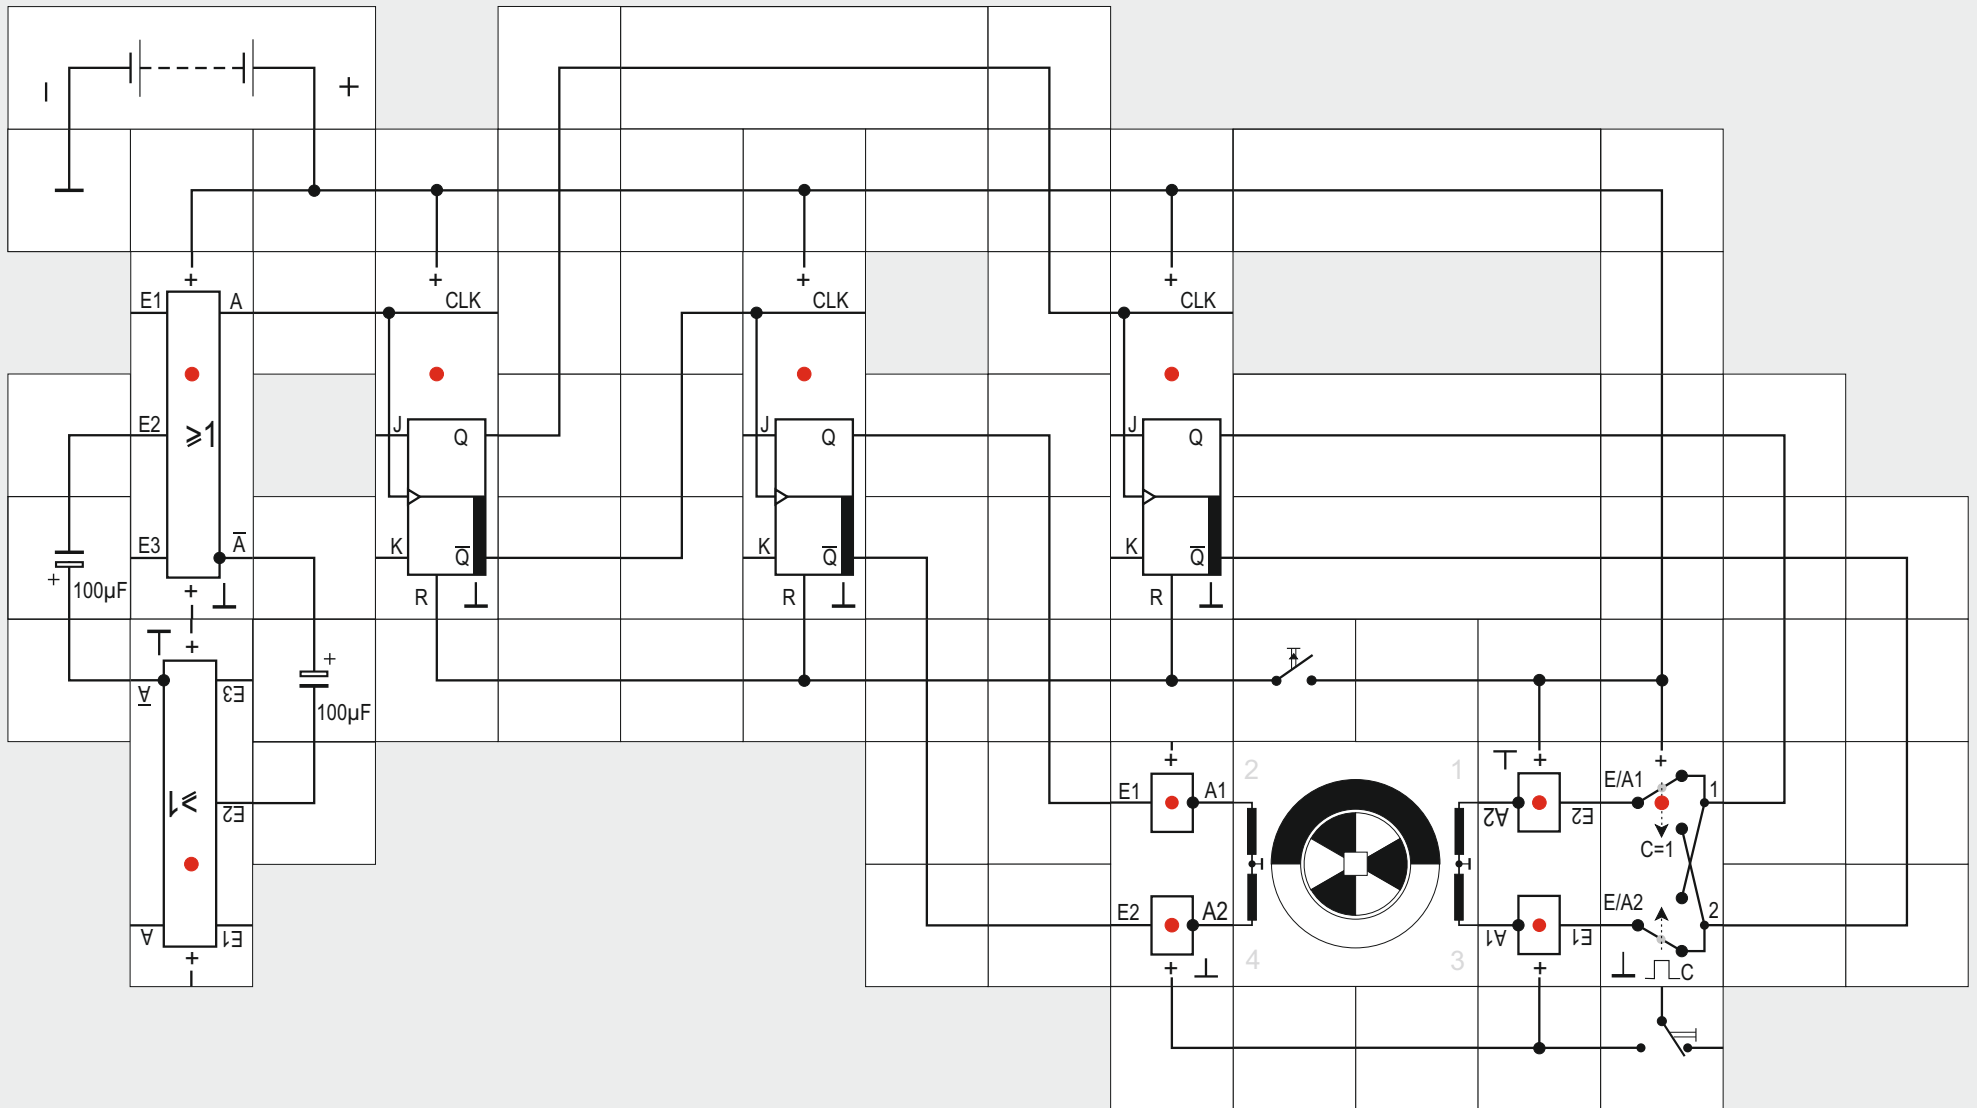 − +
+ + + +
E1 A CLK CLK CLK
E2 ≥1 J Q J Q J Q
E3 A̅ K Q̅ K Q̅ K Q̅
+ 100µF + R R R
+ +
A̅ E3
100µF
≥1 E2
A E1
+
+ 2 1 + +
E1 A1 A2 E2 E/A1 1
C=1
E2 A2 A1 E1 E/A2 2
+ 4 3 + C